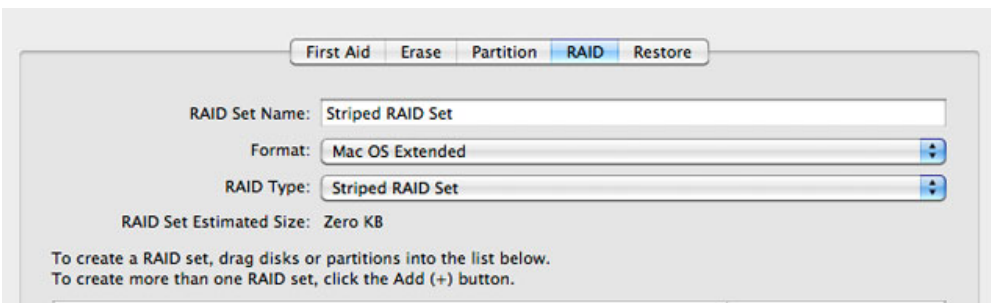 First Aid Erase Partition RAID Restore
RAID Set Name: Striped RAID Set
Format: Mac OS Extended
RAID Type: Striped RAID Set
RAID Set Estimated Size: Zero KB
To create a RAID set, drag disks or partitions into the list below.
To create more than one RAID set, click the Add (+) button.